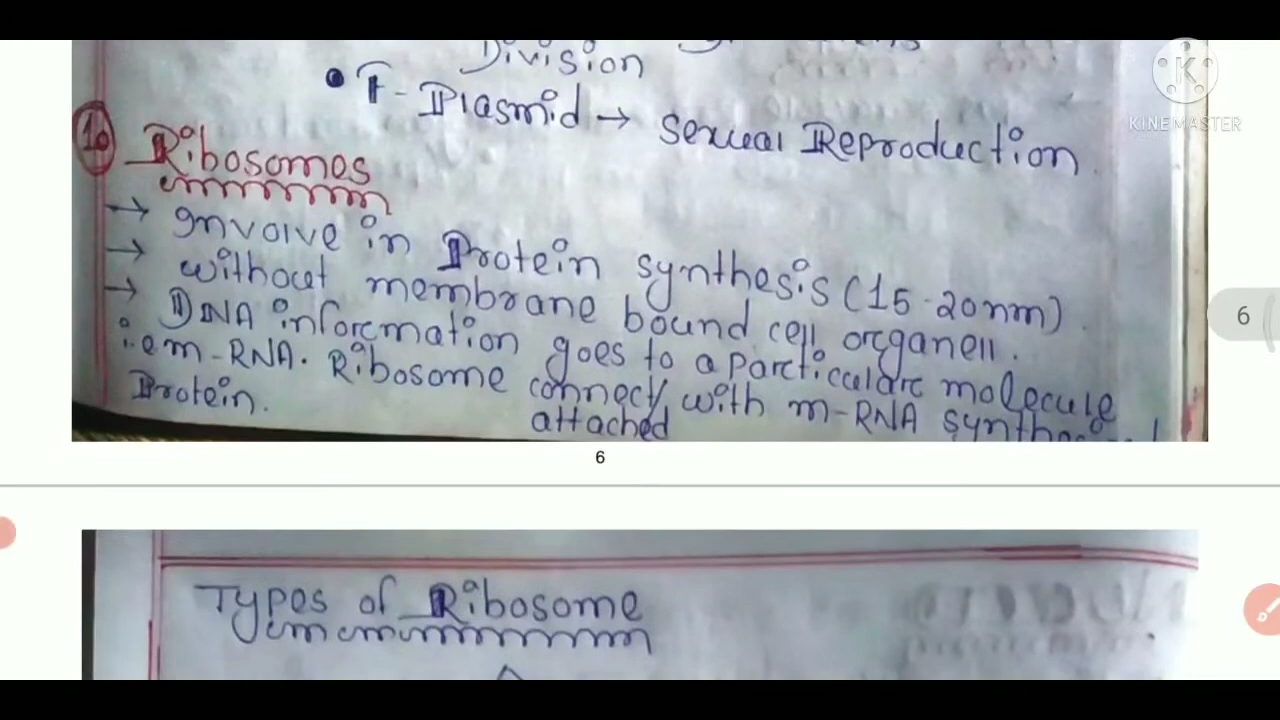 Division
• F - Plasmid → Sexual Reproduction
KINEMASTER
10 Ribosomes
→ Involve in Protein synthesis (15-20nm)
→ without membrane bound cell organell.
→ DNA information goes to a particular molecule
i.e m-RNA. Ribosome connect/ with m-RNA
attached
Protein.
6
6
Types of Ribosome